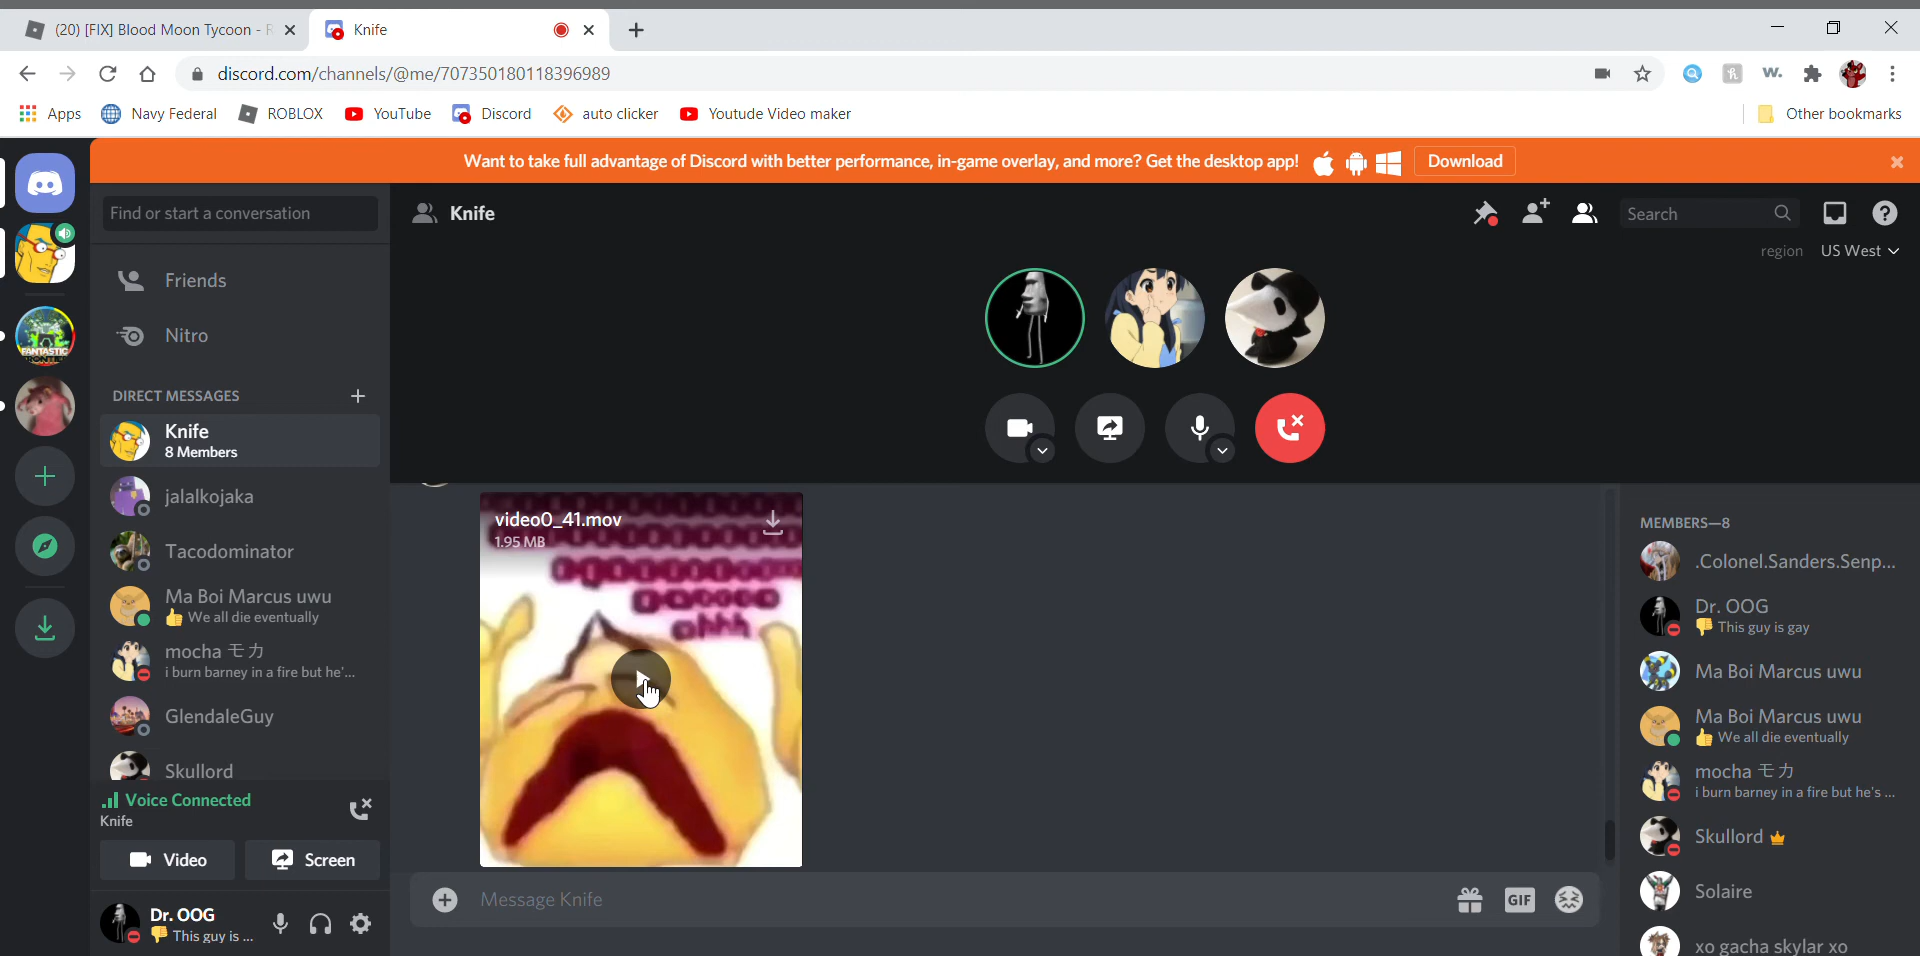 (20) [FIX] Blood Moon Tycoon - R
Knife
discord.com/channels/@me/707350180118396989
Apps
Navy Federal
ROBLOX
YouTube
Discord
auto clicker
Youtude Video maker
Other bookmarks
Want to take full advantage of Discord with better performance, in-game overlay, and more? Get the desktop app!
Download
Find or start a conversation
Knife
Search
region US West
Friends
Nitro
FANTASTIC
DIRECT MESSAGES
Knife
8 Members
jalalkojaka
Tacodominator
Ma Boi Marcus uwu
We all die eventually
mocha モカ
i burn barney in a fire but he'...
GlendaleGuy
Skullord
Voice Connected
Knife
Video
Screen
Dr. OOG
This guy is ...
video0_41.mov
1.95 MB
ohhh
Message Knife
GIF
MEMBERS—8
.Colonel.Sanders.Senp...
Dr. OOG
This guy is gay
Ma Boi Marcus uwu
Ma Boi Marcus uwu
We all die eventually
mocha モカ
i burn barney in a fire but he's ...
Skullord
Solaire
xo gacha skylar xo